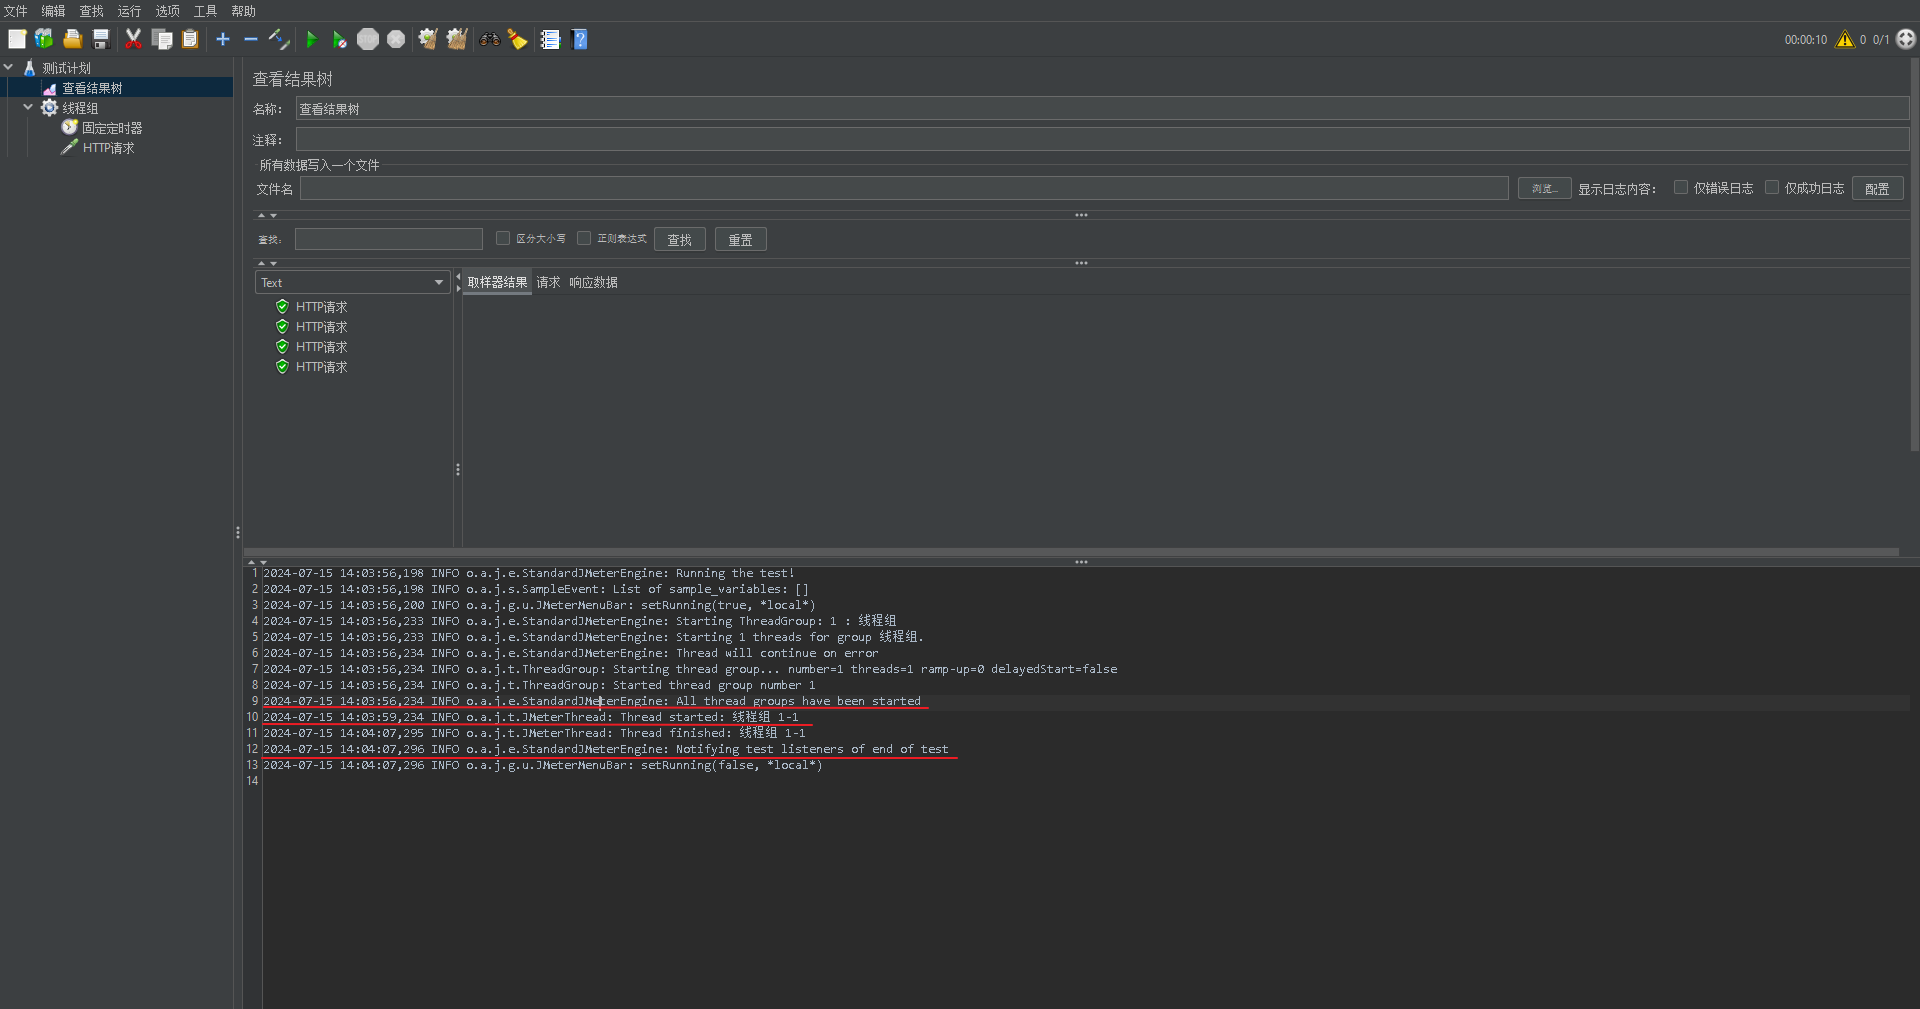 文件 编辑 查找 运行 选项 工具 帮助
00:00:10 0 0/1
测试计划
查看结果树
线程组
固定定时器
HTTP请求
查看结果树
名称: 查看结果树
注释:
所有数据写入一个文件
文件名 浏览... 显示日志内容: 仅错误日志 仅成功日志 配置
查找: 区分大小写 正则表达式 查找 重置
Text 取样器结果 请求 响应数据
HTTP请求
HTTP请求
HTTP请求
HTTP请求
1 2024-07-15 14:03:56,198 INFO o.a.j.e.StandardJMeterEngine: Running the test!
2 2024-07-15 14:03:56,198 INFO o.a.j.s.SampleEvent: List of sample_variables: []
3 2024-07-15 14:03:56,200 INFO o.a.j.g.u.JMeterMenuBar: setRunning(true, *local*)
4 2024-07-15 14:03:56,233 INFO o.a.j.e.StandardJMeterEngine: Starting ThreadGroup: 1 : 线程组
5 2024-07-15 14:03:56,233 INFO o.a.j.e.StandardJMeterEngine: Starting 1 threads for group 线程组.
6 2024-07-15 14:03:56,234 INFO o.a.j.e.StandardJMeterEngine: Thread will continue on error
7 2024-07-15 14:03:56,234 INFO o.a.j.t.ThreadGroup: Starting thread group... number=1 threads=1 ramp-up=0 delayedStart=false
8 2024-07-15 14:03:56,234 INFO o.a.j.t.ThreadGroup: Started thread group number 1
9 2024-07-15 14:03:56,234 INFO o.a.j.e.StandardJMeterEngine: All thread groups have been started
10 2024-07-15 14:03:59,234 INFO o.a.j.t.JMeterThread: Thread started: 线程组 1-1
11 2024-07-15 14:04:07,295 INFO o.a.j.t.JMeterThread: Thread finished: 线程组 1-1
12 2024-07-15 14:04:07,296 INFO o.a.j.e.StandardJMeterEngine: Notifying test listeners of end of test
13 2024-07-15 14:04:07,296 INFO o.a.j.g.u.JMeterMenuBar: setRunning(false, *local*)
14